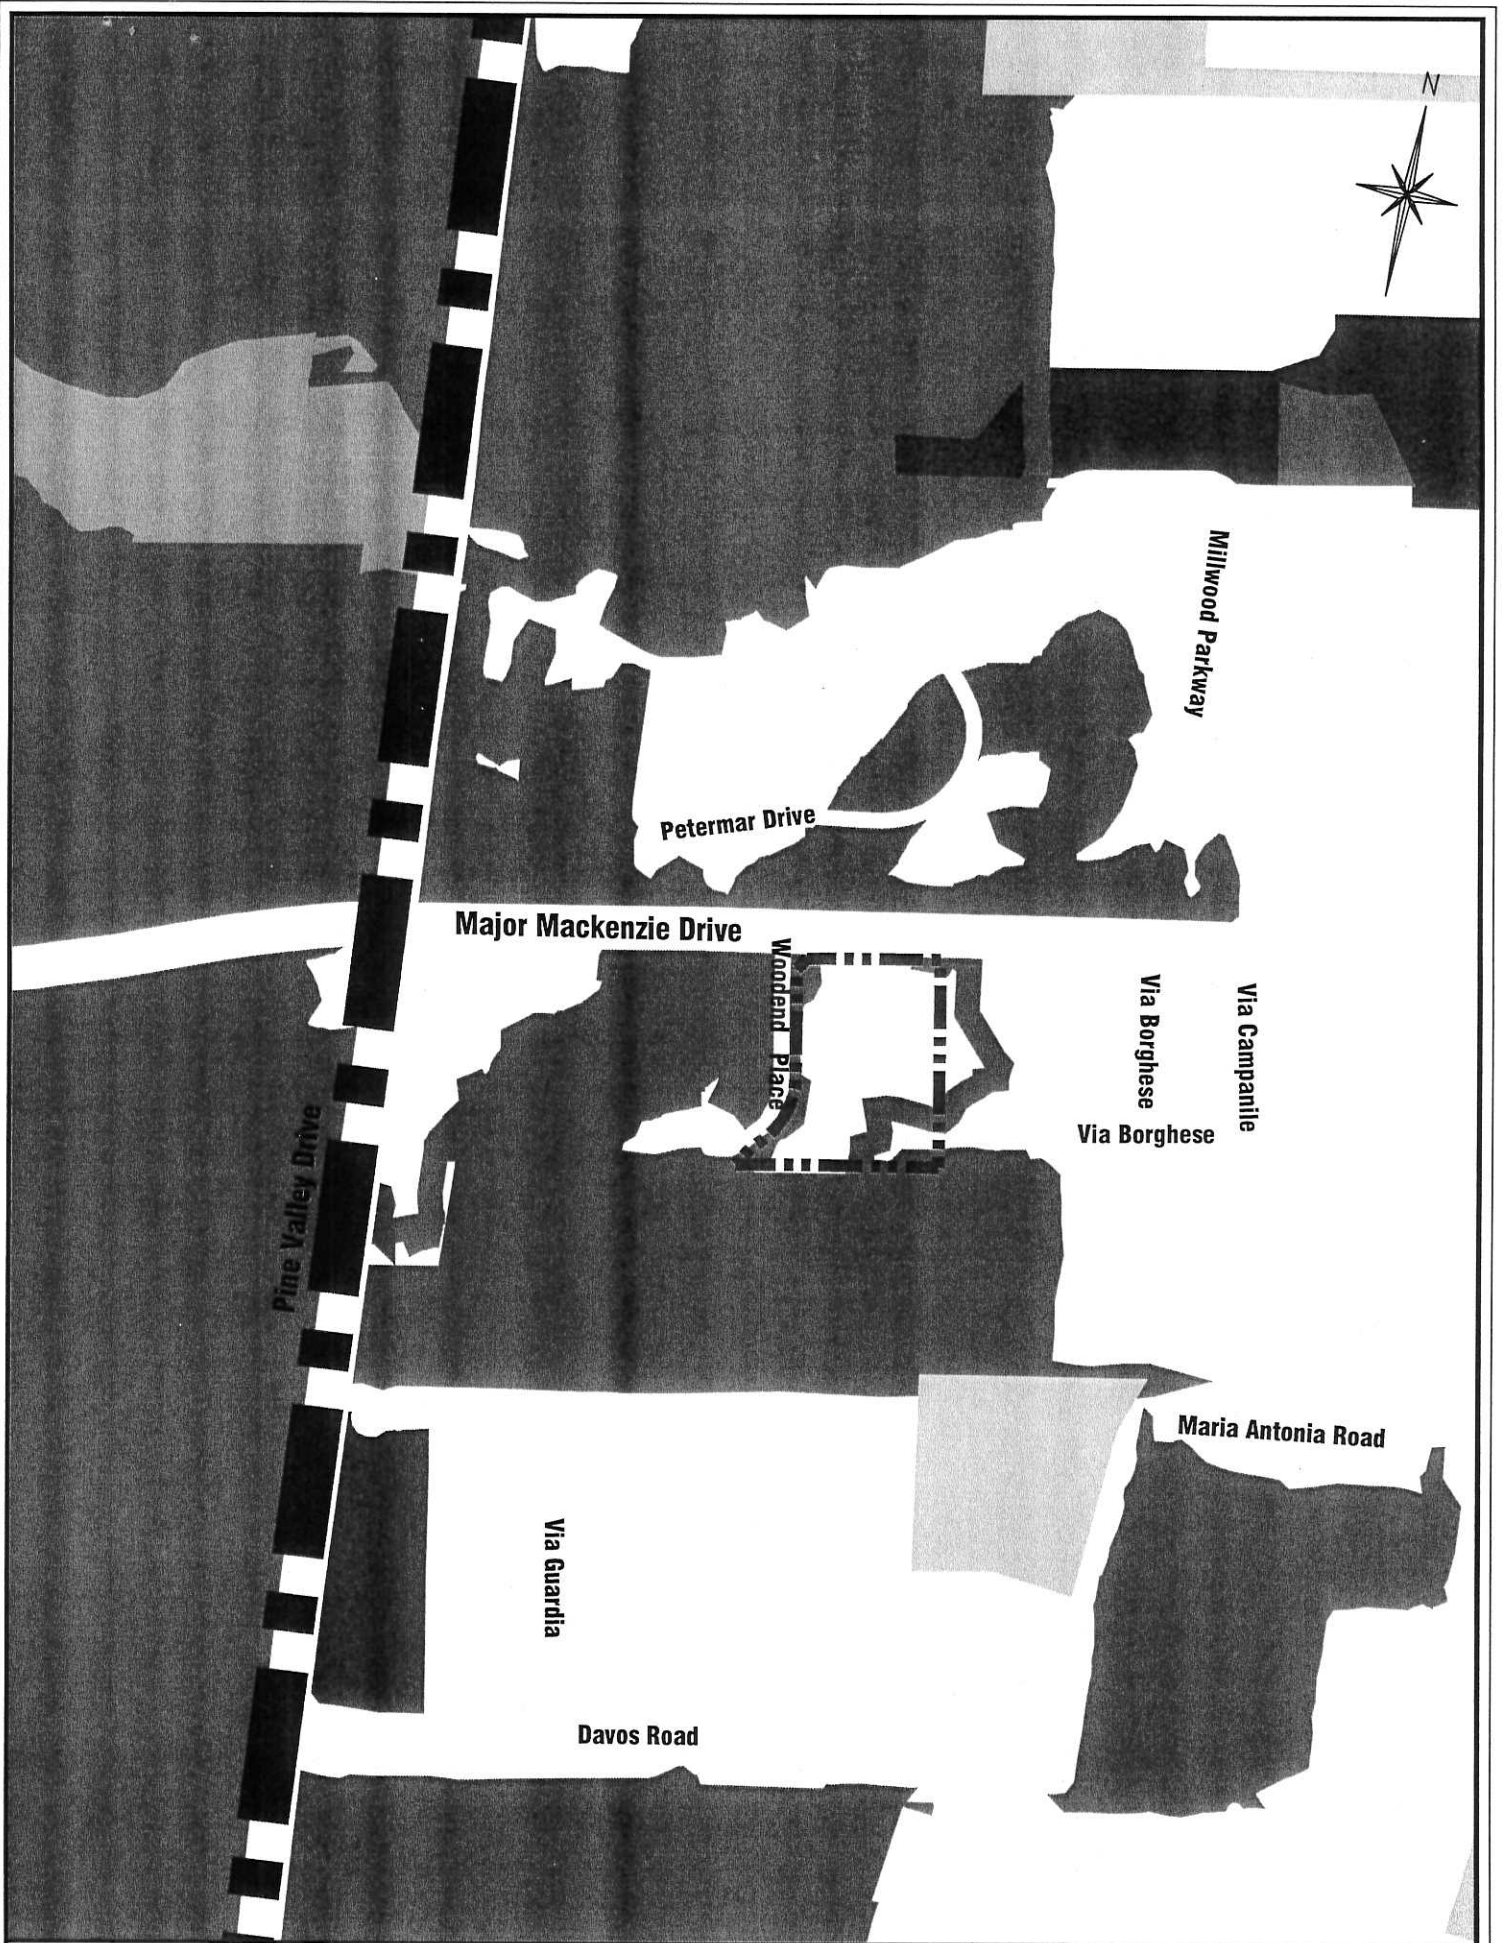 N
Millwood Parkway
Petermar Drive
Major Mackenzie Drive
Woodend Place
Via Borghese
Via Campanile
Via Borghese
Pine Valley Drive
Maria Antonia Road
Via Guardia
Davos Road